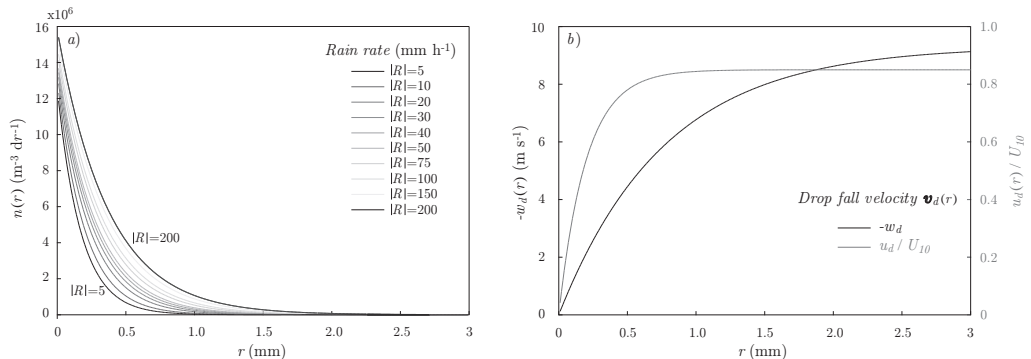 x10⁶
a)
16
14
12
10
8
6
4
2
0
n(r) (m⁻³ dr⁻¹)
Rain rate (mm h⁻¹)
|R|=5
|R|=10
|R|=20
|R|=30
|R|=40
|R|=50
|R|=75
|R|=100
|R|=150
|R|=200
|R|=200
|R|=5
0 0.5 1.0 1.5 2.0 2.5 3
r (mm)
b)
-10
8
6
4
2
0
-w_d(r) (m s⁻¹)
1.0
0.8
0.6
0.4
0.2
0
u_d(r) / U₁₀
Drop fall velocity v_d(r)
-w_d
u_d / U₁₀
0 0.5 1.0 1.5 2.0 2.5 3
r (mm)